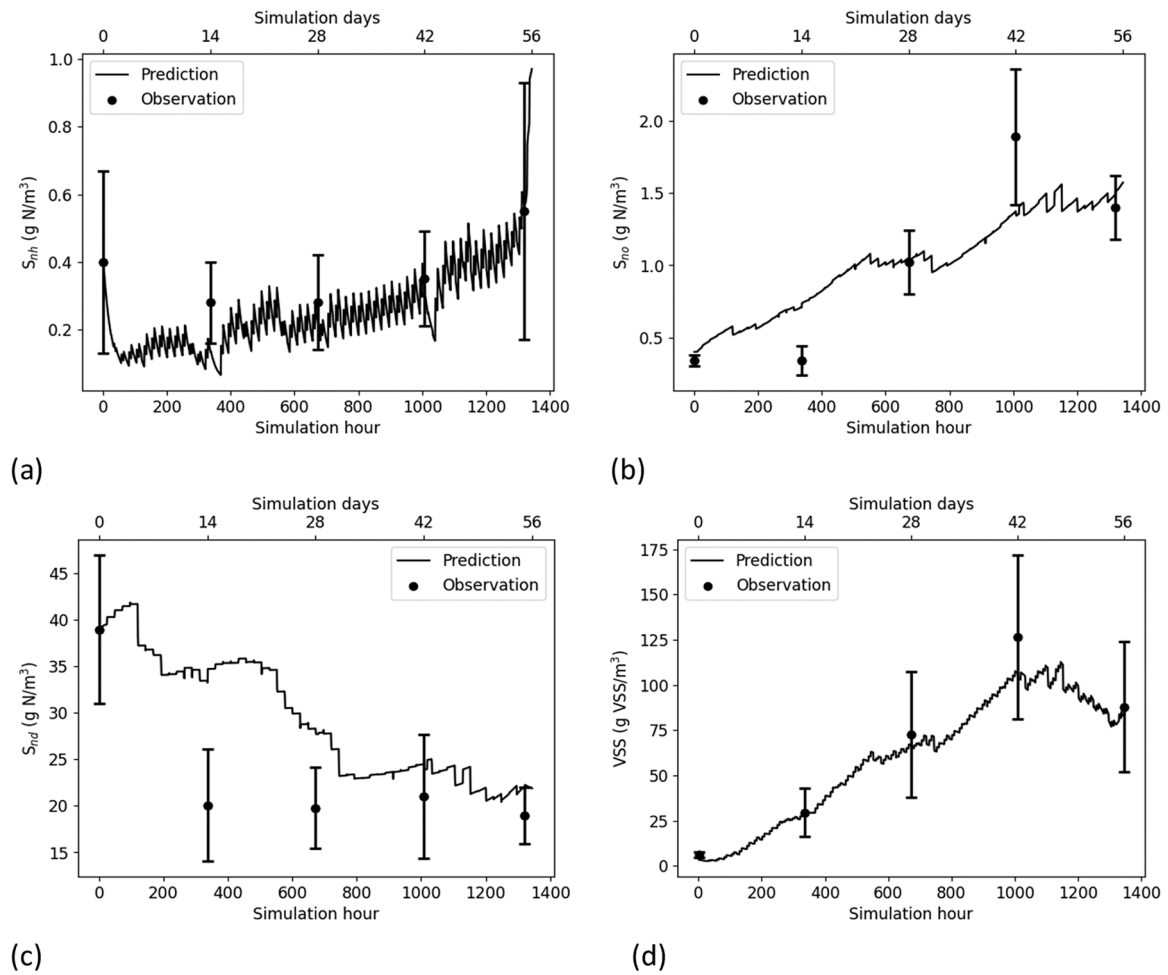 Simulation days
0 14 28 42 56
1.0
0.8
0.6
0.4
0.2
S_nh (g N/m³)
Prediction
Observation
0 200 400 600 800 1000 1200 1400
Simulation hour
(a)
Simulation days
0 14 28 42 56
2.0
1.5
1.0
0.5
S_no (g N/m³)
Prediction
Observation
0 200 400 600 800 1000 1200 1400
Simulation hour
(b)
Simulation days
0 14 28 42 56
45
40
35
30
25
20
15
S_nd (g N/m³)
Prediction
Observation
0 200 400 600 800 1000 1200 1400
Simulation hour
(c)
Simulation days
0 14 28 42 56
175
150
125
100
75
50
25
0
VSS (g VSS/m³)
Prediction
Observation
0 200 400 600 800 1000 1200 1400
Simulation hour
(d)